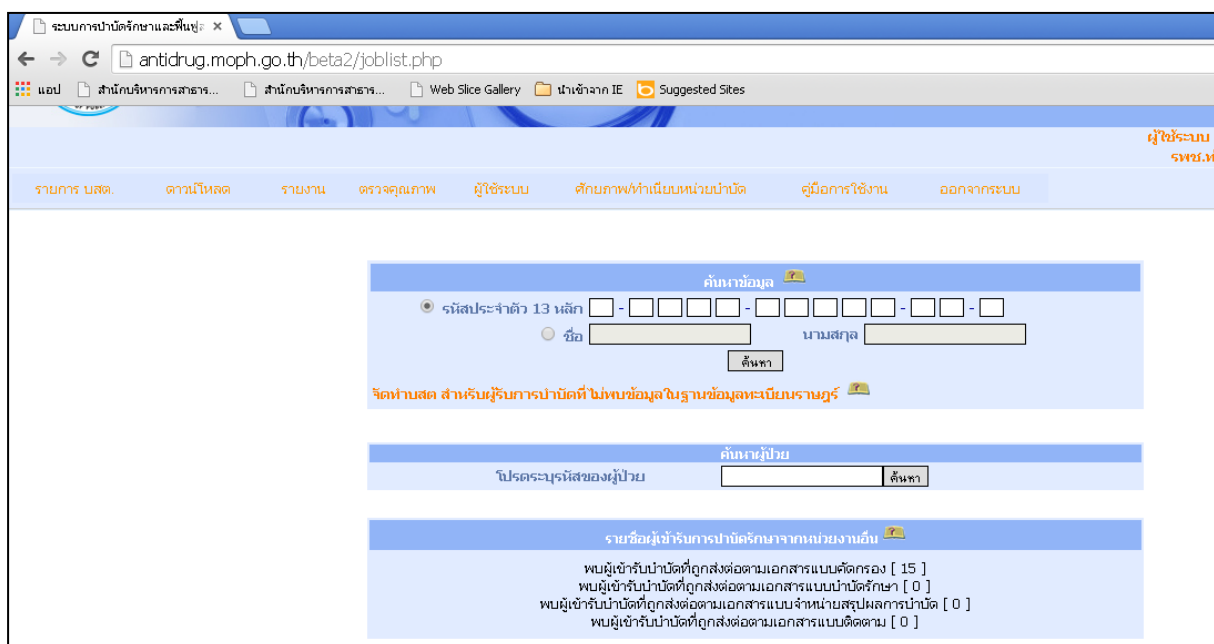 ระบบการบำบัดรักษาและฟื้นฟู
antidrug.moph.go.th/beta2/joblist.php
แอป สำนักบริหารการสาธาร... สำนักบริหารการสาธาร... Web Slice Gallery นำเข้าจาก IE Suggested Sites
ผู้ใช้ระบบ
รพช.ท่
รายการ บสต. ดาวน์โหลด รายงาน ตรวจคุณภาพ ผู้ใช้ระบบ ศักยภาพ/ทำเนียบหน่วยบำบัด คู่มือการใช้งาน ออกจากระบบ
ค้นหาข้อมูล
รหัสประจำตัว 13 หลัก - - - -
ชื่อ นามสกุล
ค้นหา
จัดทำบสต สำหรับผู้รับการบำบัดที่ไม่พบข้อมูลในฐานข้อมูลทะเบียนราษฎร์
ค้นหาผู้ป่วย
โปรดระบุรหัสของผู้ป่วย ค้นหา
รายชื่อผู้เข้ารับการบำบัดรักษาจากหน่วยงานอื่น
พบผู้เข้ารับบำบัดที่ถูกส่งต่อตามเอกสารแบบคัดกรอง [ 15 ]
พบผู้เข้ารับบำบัดที่ถูกส่งต่อตามเอกสารแบบบำบัดรักษา [ 0 ]
พบผู้เข้ารับบำบัดที่ถูกส่งต่อตามเอกสารแบบจำหน่ายสรุปผลการบำบัด [ 0 ]
พบผู้เข้ารับบำบัดที่ถูกส่งต่อตามเอกสารแบบติดตาม [ 0 ]